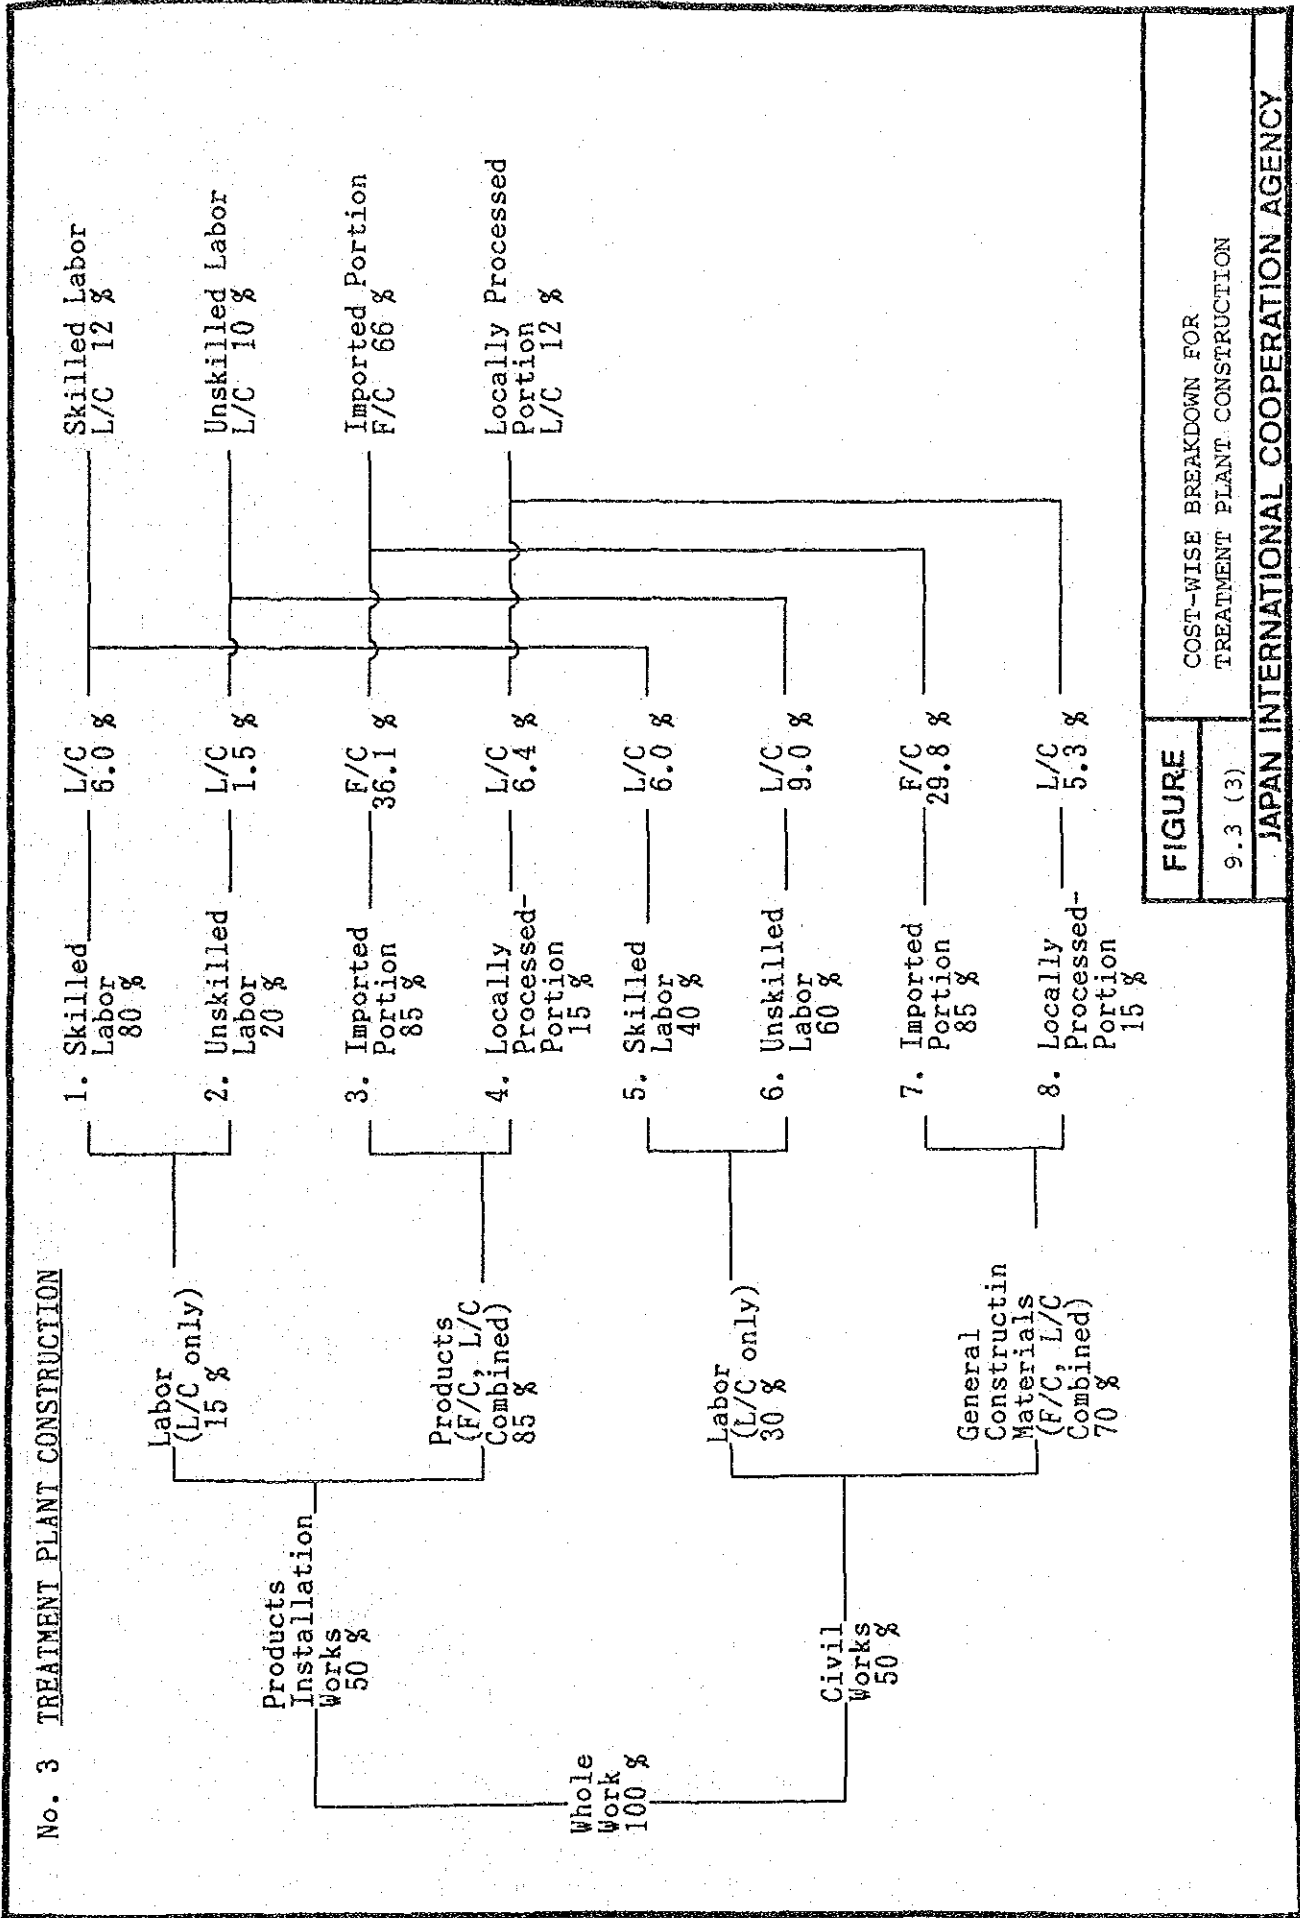 No. 3 TREATMENT PLANT CONSTRUCTION
Whole
Work
100 %
Products
Installation
Works
50 %
Civil
Works
50 %
Labor
(L/C only)
15 %
Products
(F/C, L/C
Combined)
85 %
Labor
(L/C only)
30 %
General
Constructin
Materials
(F/C, L/C
Combined)
70 %
1. Skilled
Labor
80 %
2. Unskilled
Labor
20 %
3. Imported
Portion
85 %
4. Locally
Processed-
Portion
15 %
5. Skilled
Labor
40 %
6. Unskilled
Labor
60 %
7. Imported
Portion
85 %
8. Locally
Processed-
Portion
15 %
L/C
6.0 %
L/C
1.5 %
F/C
36.1 %
L/C
6.4 %
L/C
6.0 %
L/C
9.0 %
F/C
29.8 %
L/C
5.3 %
Skilled Labor
L/C 12 %
Unskilled Labor
L/C 10 %
Imported Portion
F/C 66 %
Locally Processed
Portion
L/C 12 %
FIGURE
9.3 (3)
COST-WISE BREAKDOWN FOR
TREATMENT PLANT CONSTRUCTION
JAPAN INTERNATIONAL COOPERATION AGENCY